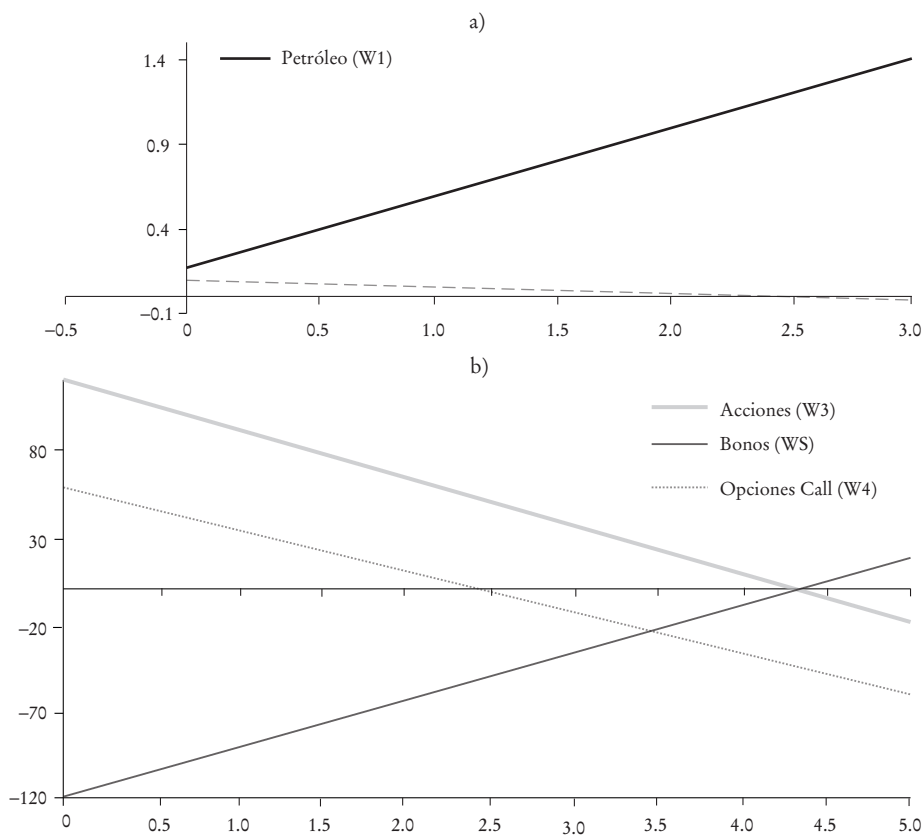 a)
Petróleo (W1)
1.4
0.9
0.4
−0.1
−0.5 0 0.5 1.0 1.5 2.0 2.5 3.0
b)
Acciones (W3)
Bonos (WS)
Opciones Call (W4)
80
30
−20
−70
−120
0 0.5 1.0 1.5 2.0 2.5 3.0 3.5 4.0 4.5 5.0